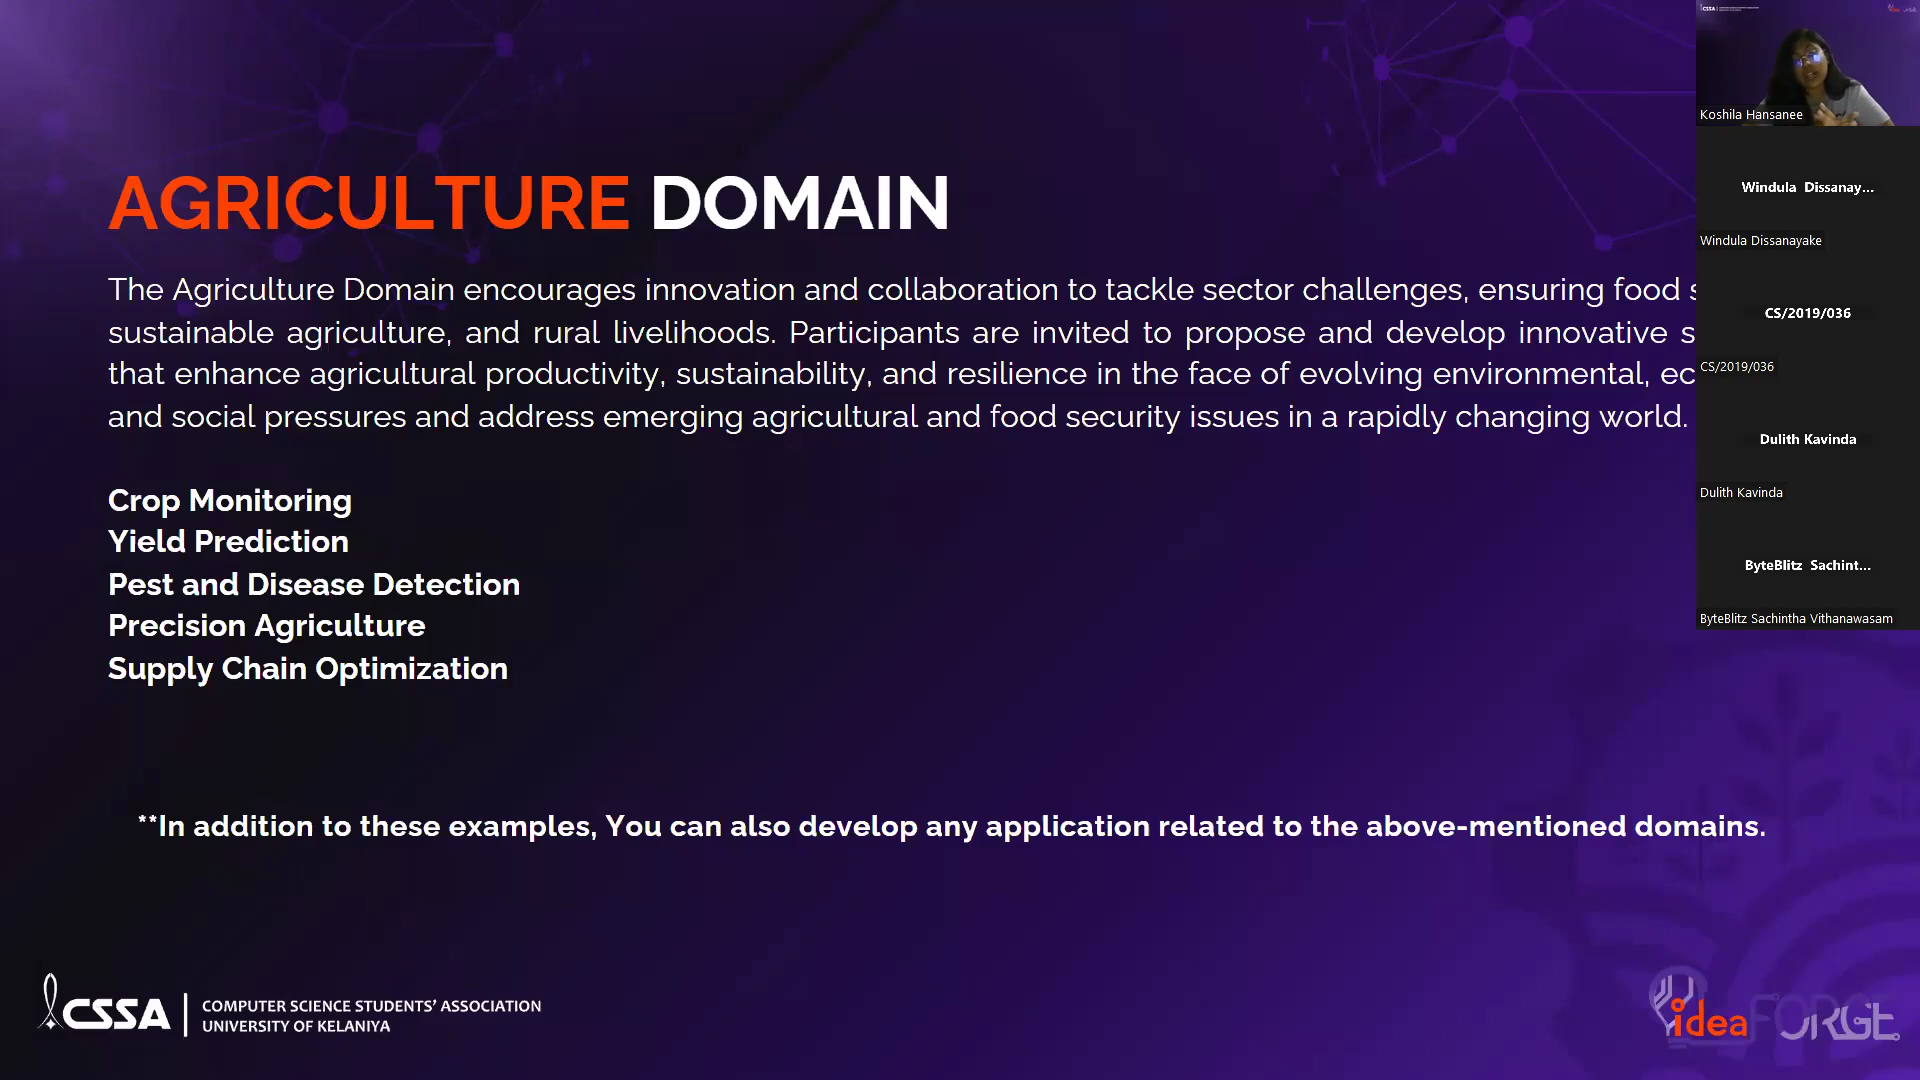 AGRICULTURE DOMAIN
The Agriculture Domain encourages innovation and collaboration to tackle sector challenges, ensuring food
sustainable agriculture, and rural livelihoods. Participants are invited to propose and develop innovative
that enhance agricultural productivity, sustainability, and resilience in the face of evolving environmental,
and social pressures and address emerging agricultural and food security issues in a rapidly changing world.
Crop Monitoring
Yield Prediction
Pest and Disease Detection
Precision Agriculture
Supply Chain Optimization
**In addition to these examples, You can also develop any application related to the above-mentioned domains.
CSSA
COMPUTER SCIENCE STUDENTS' ASSOCIATION
UNIVERSITY OF KELANIYA
ideaFORGE
Koshila Hansanee
Windula Dissanay...
Windula Dissanayake
CS/2019/036
CS/2019/036
Dulith Kavinda
Dulith Kavinda
ByteBlitz Sachint...
ByteBlitz Sachintha Vithanawasam